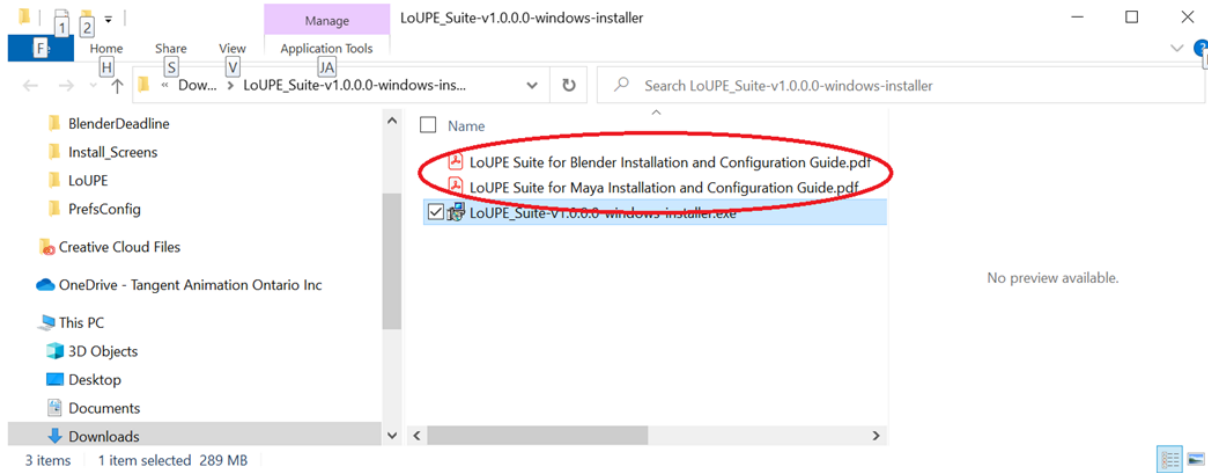 1 2 Manage LoUPE_Suite-v1.0.0.0-windows-installer
F Home Share View Application Tools
H S V JA
« Dow... > LoUPE_Suite-v1.0.0.0-windows-ins... Search LoUPE_Suite-v1.0.0.0-windows-installer
BlenderDeadline
Install_Screens
LoUPE
PrefsConfig
Creative Cloud Files
OneDrive - Tangent Animation Ontario Inc
This PC
3D Objects
Desktop
Documents
Downloads
Name
LoUPE Suite for Blender Installation and Configuration Guide.pdf
LoUPE Suite for Maya Installation and Configuration Guide.pdf
LoUPE_Suite-v1.0.0.0-windows-installer.exe
No preview available.
3 items 1 item selected 289 MB